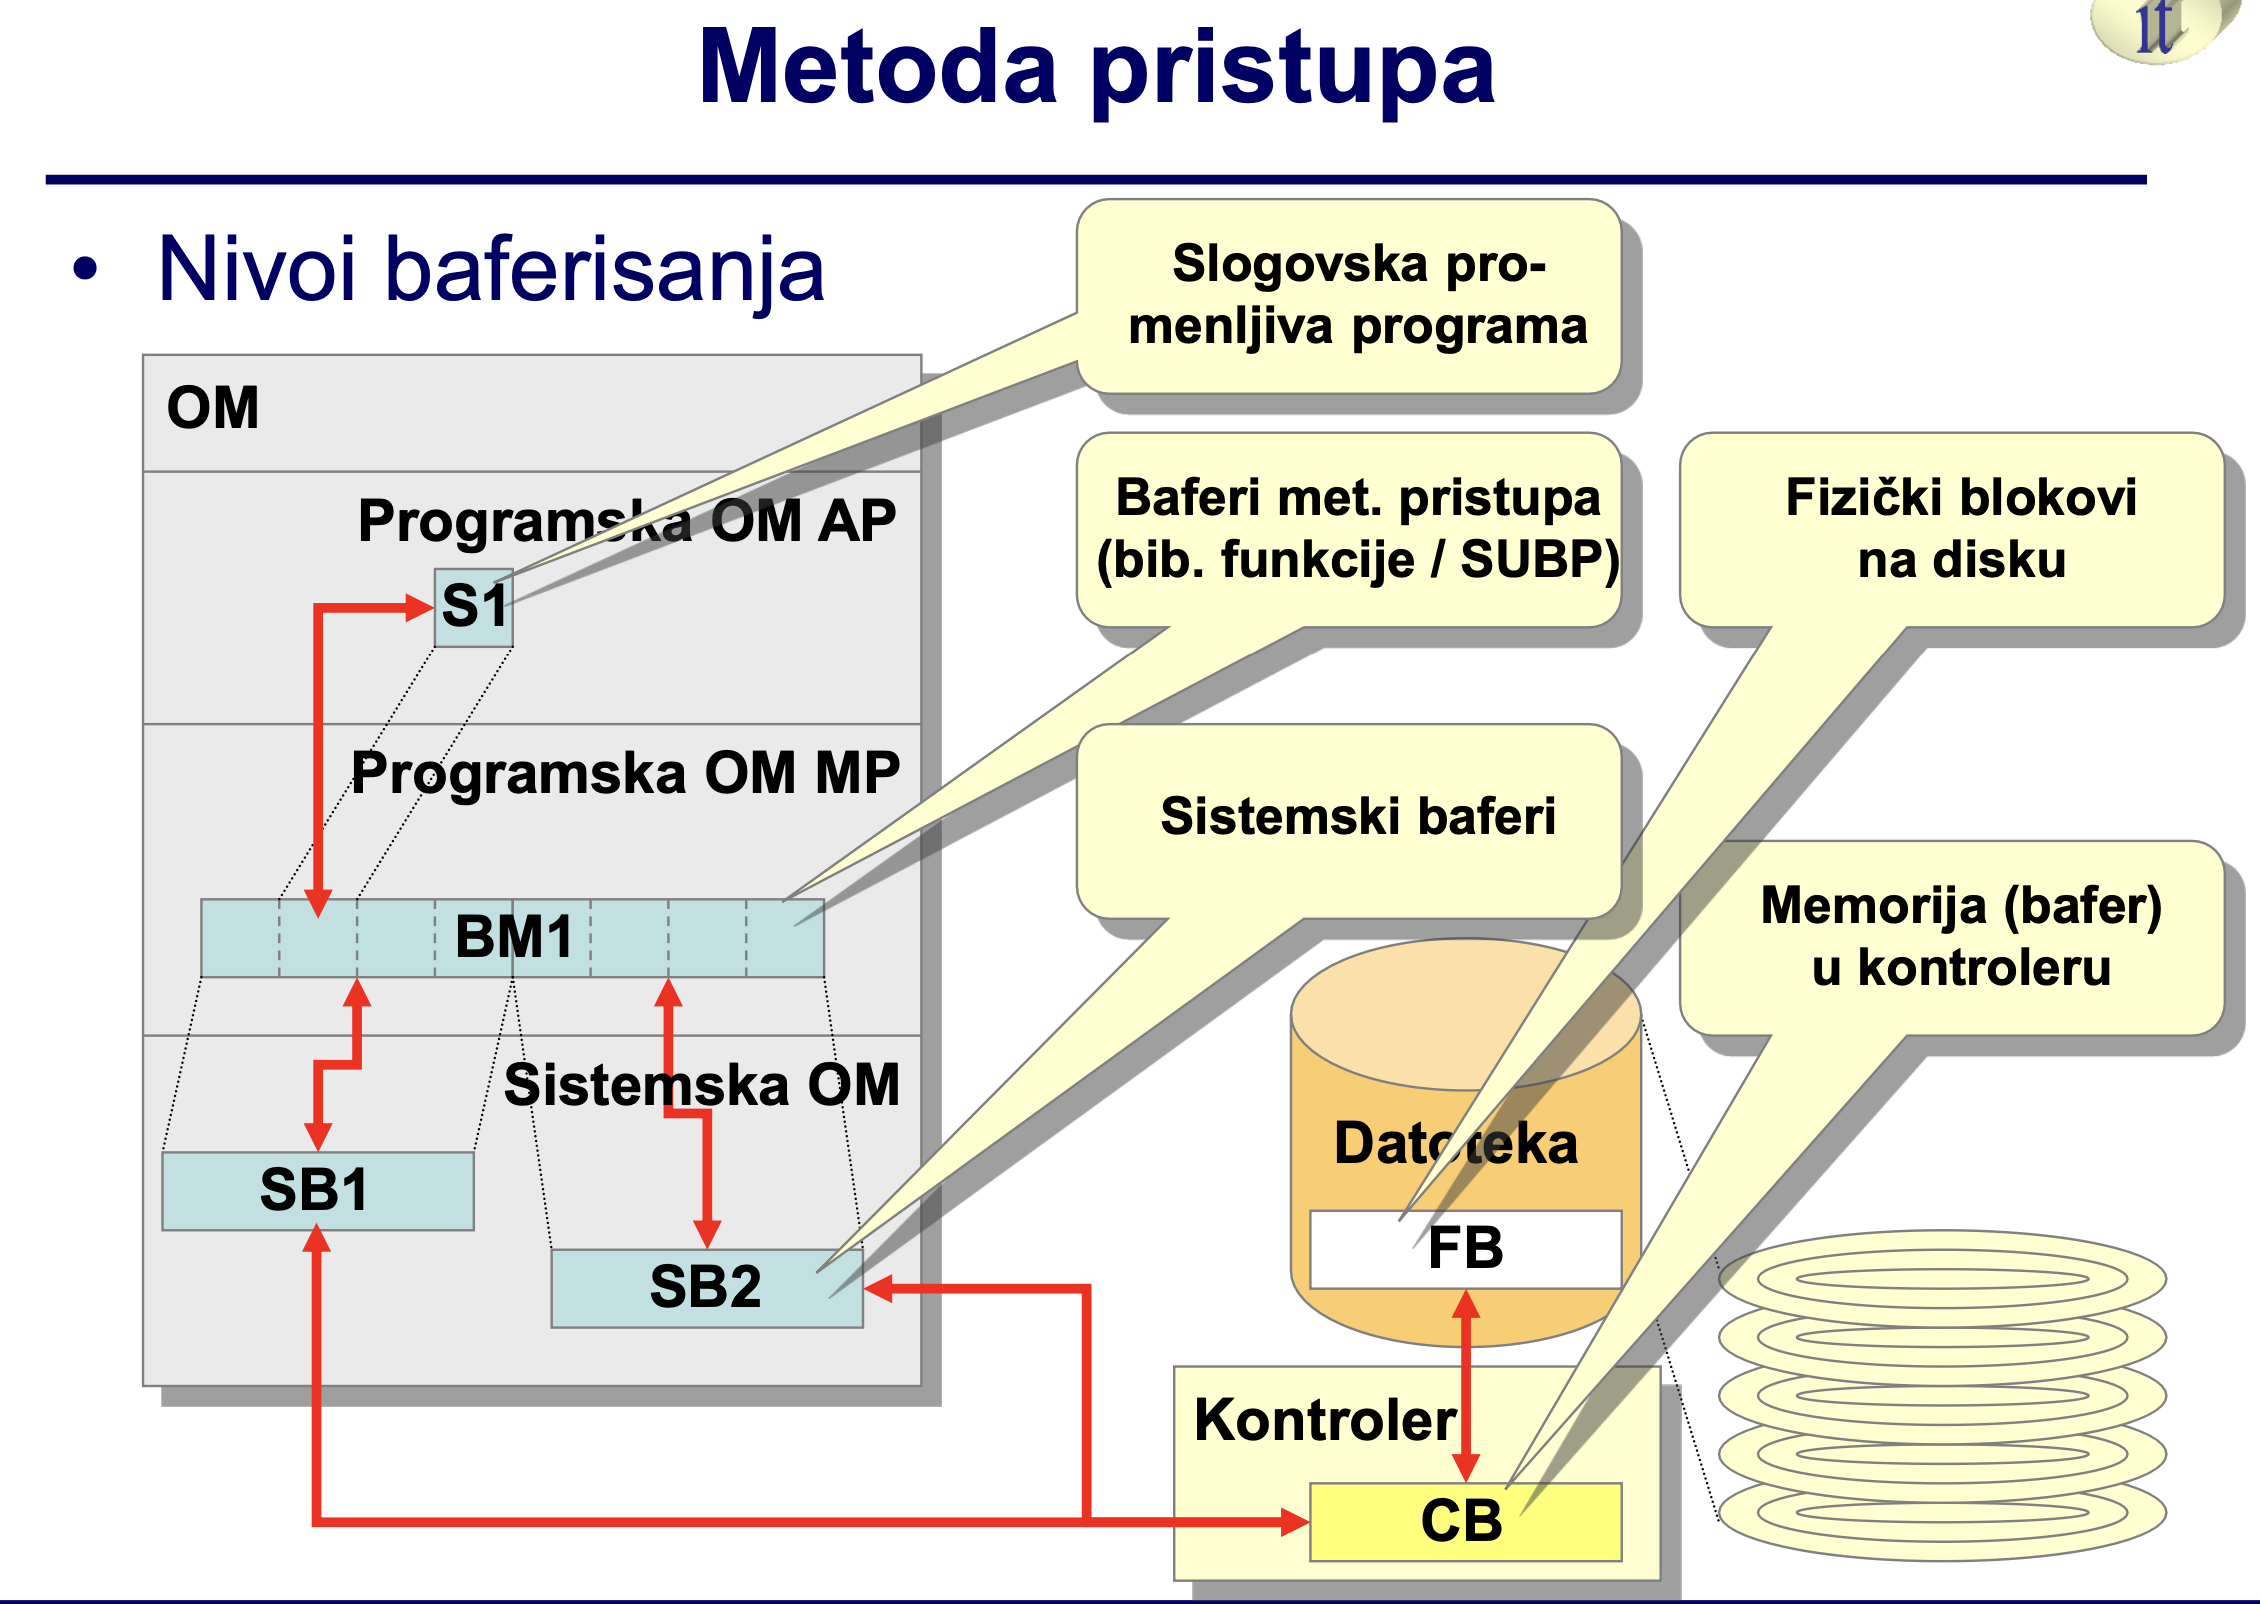 Metoda pristupa
• Nivoi baferisanja
Slogovska pro-
menljiva programa
OM
Programska OM AP
S1
Baferi met. pristupa
(bib. funkcije / SUBP)
Fizički blokovi
na disku
Programska OM MP
Sistemski baferi
BM1
Memorija (bafer)
u kontroleru
Sistemska OM
Datoteka
SB1
FB
SB2
Kontroler
CB